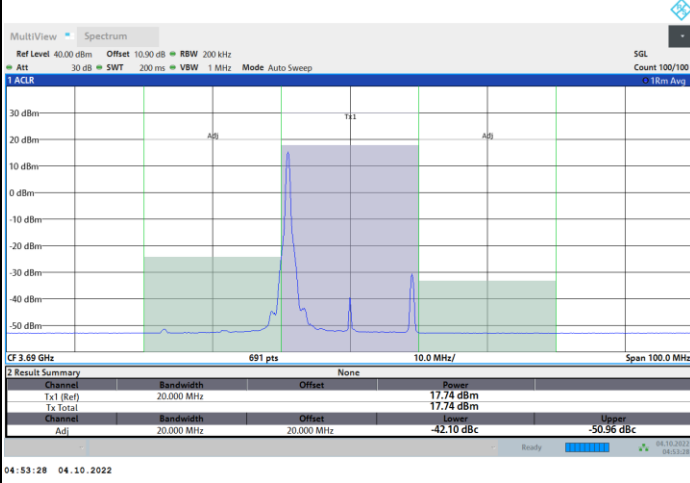 MultiView Spectrum
Ref Level 40.00 dBm Offset 10.90 dB RBW 200 kHz SGL
Att 30 dB SWT 200 ms VBW 1 MHz Mode Auto Sweep Count 100/100
1 ACLR 1Rm Avg
30 dBm
Tx1
20 dBm
Adj Adj
10 dBm
0 dBm
-10 dBm
-20 dBm
-30 dBm
-40 dBm
-50 dBm
CF 3.69 GHz 691 pts 10.0 MHz/ Span 100.0 MHz
2 Result Summary None
Channel Bandwidth Offset Power
Tx1 (Ref) 20.000 MHz 17.74 dBm
Tx Total 17.74 dBm
Channel Bandwidth Offset Lower Upper
Adj 20.000 MHz 20.000 MHz -42.10 dBc -50.96 dBc
Ready 04.10.2022
04:53:28
04:53:28 04.10.2022